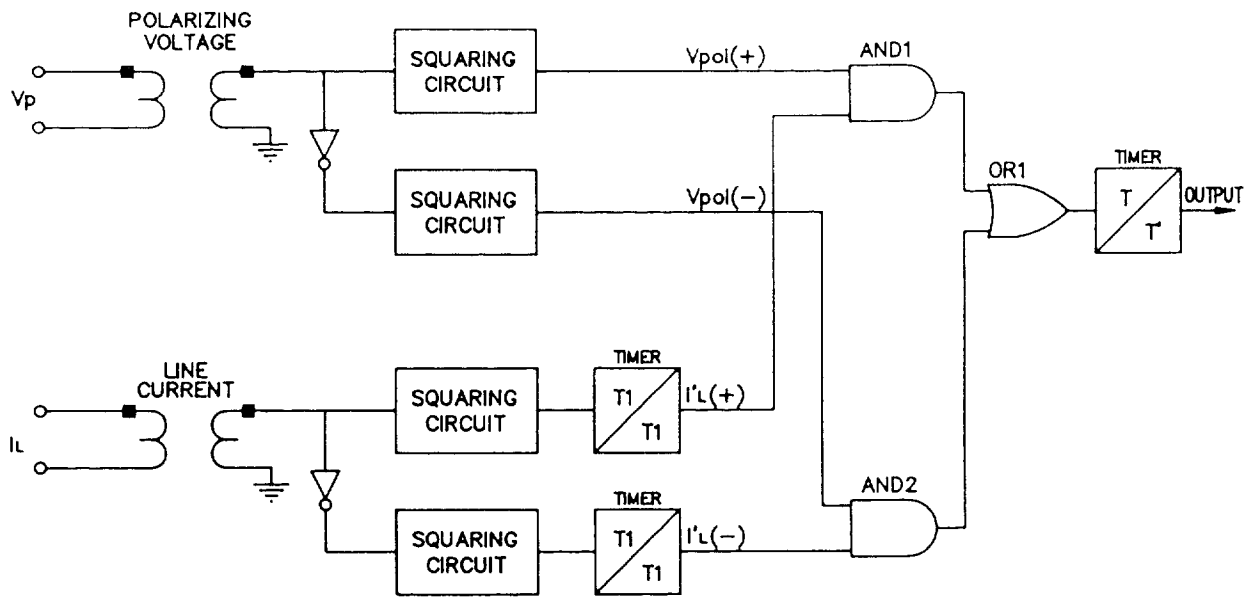 POLARIZING
VOLTAGE
Vp
SQUARING
CIRCUIT
Vpol(+)
AND1
SQUARING
CIRCUIT
Vpol(-)
OR1
TIMER
T
T'
OUTPUT
LINE
CURRENT
IL
SQUARING
CIRCUIT
TIMER
T1
T1
I'L(+)
SQUARING
CIRCUIT
TIMER
T1
T1
I'L(-)
AND2